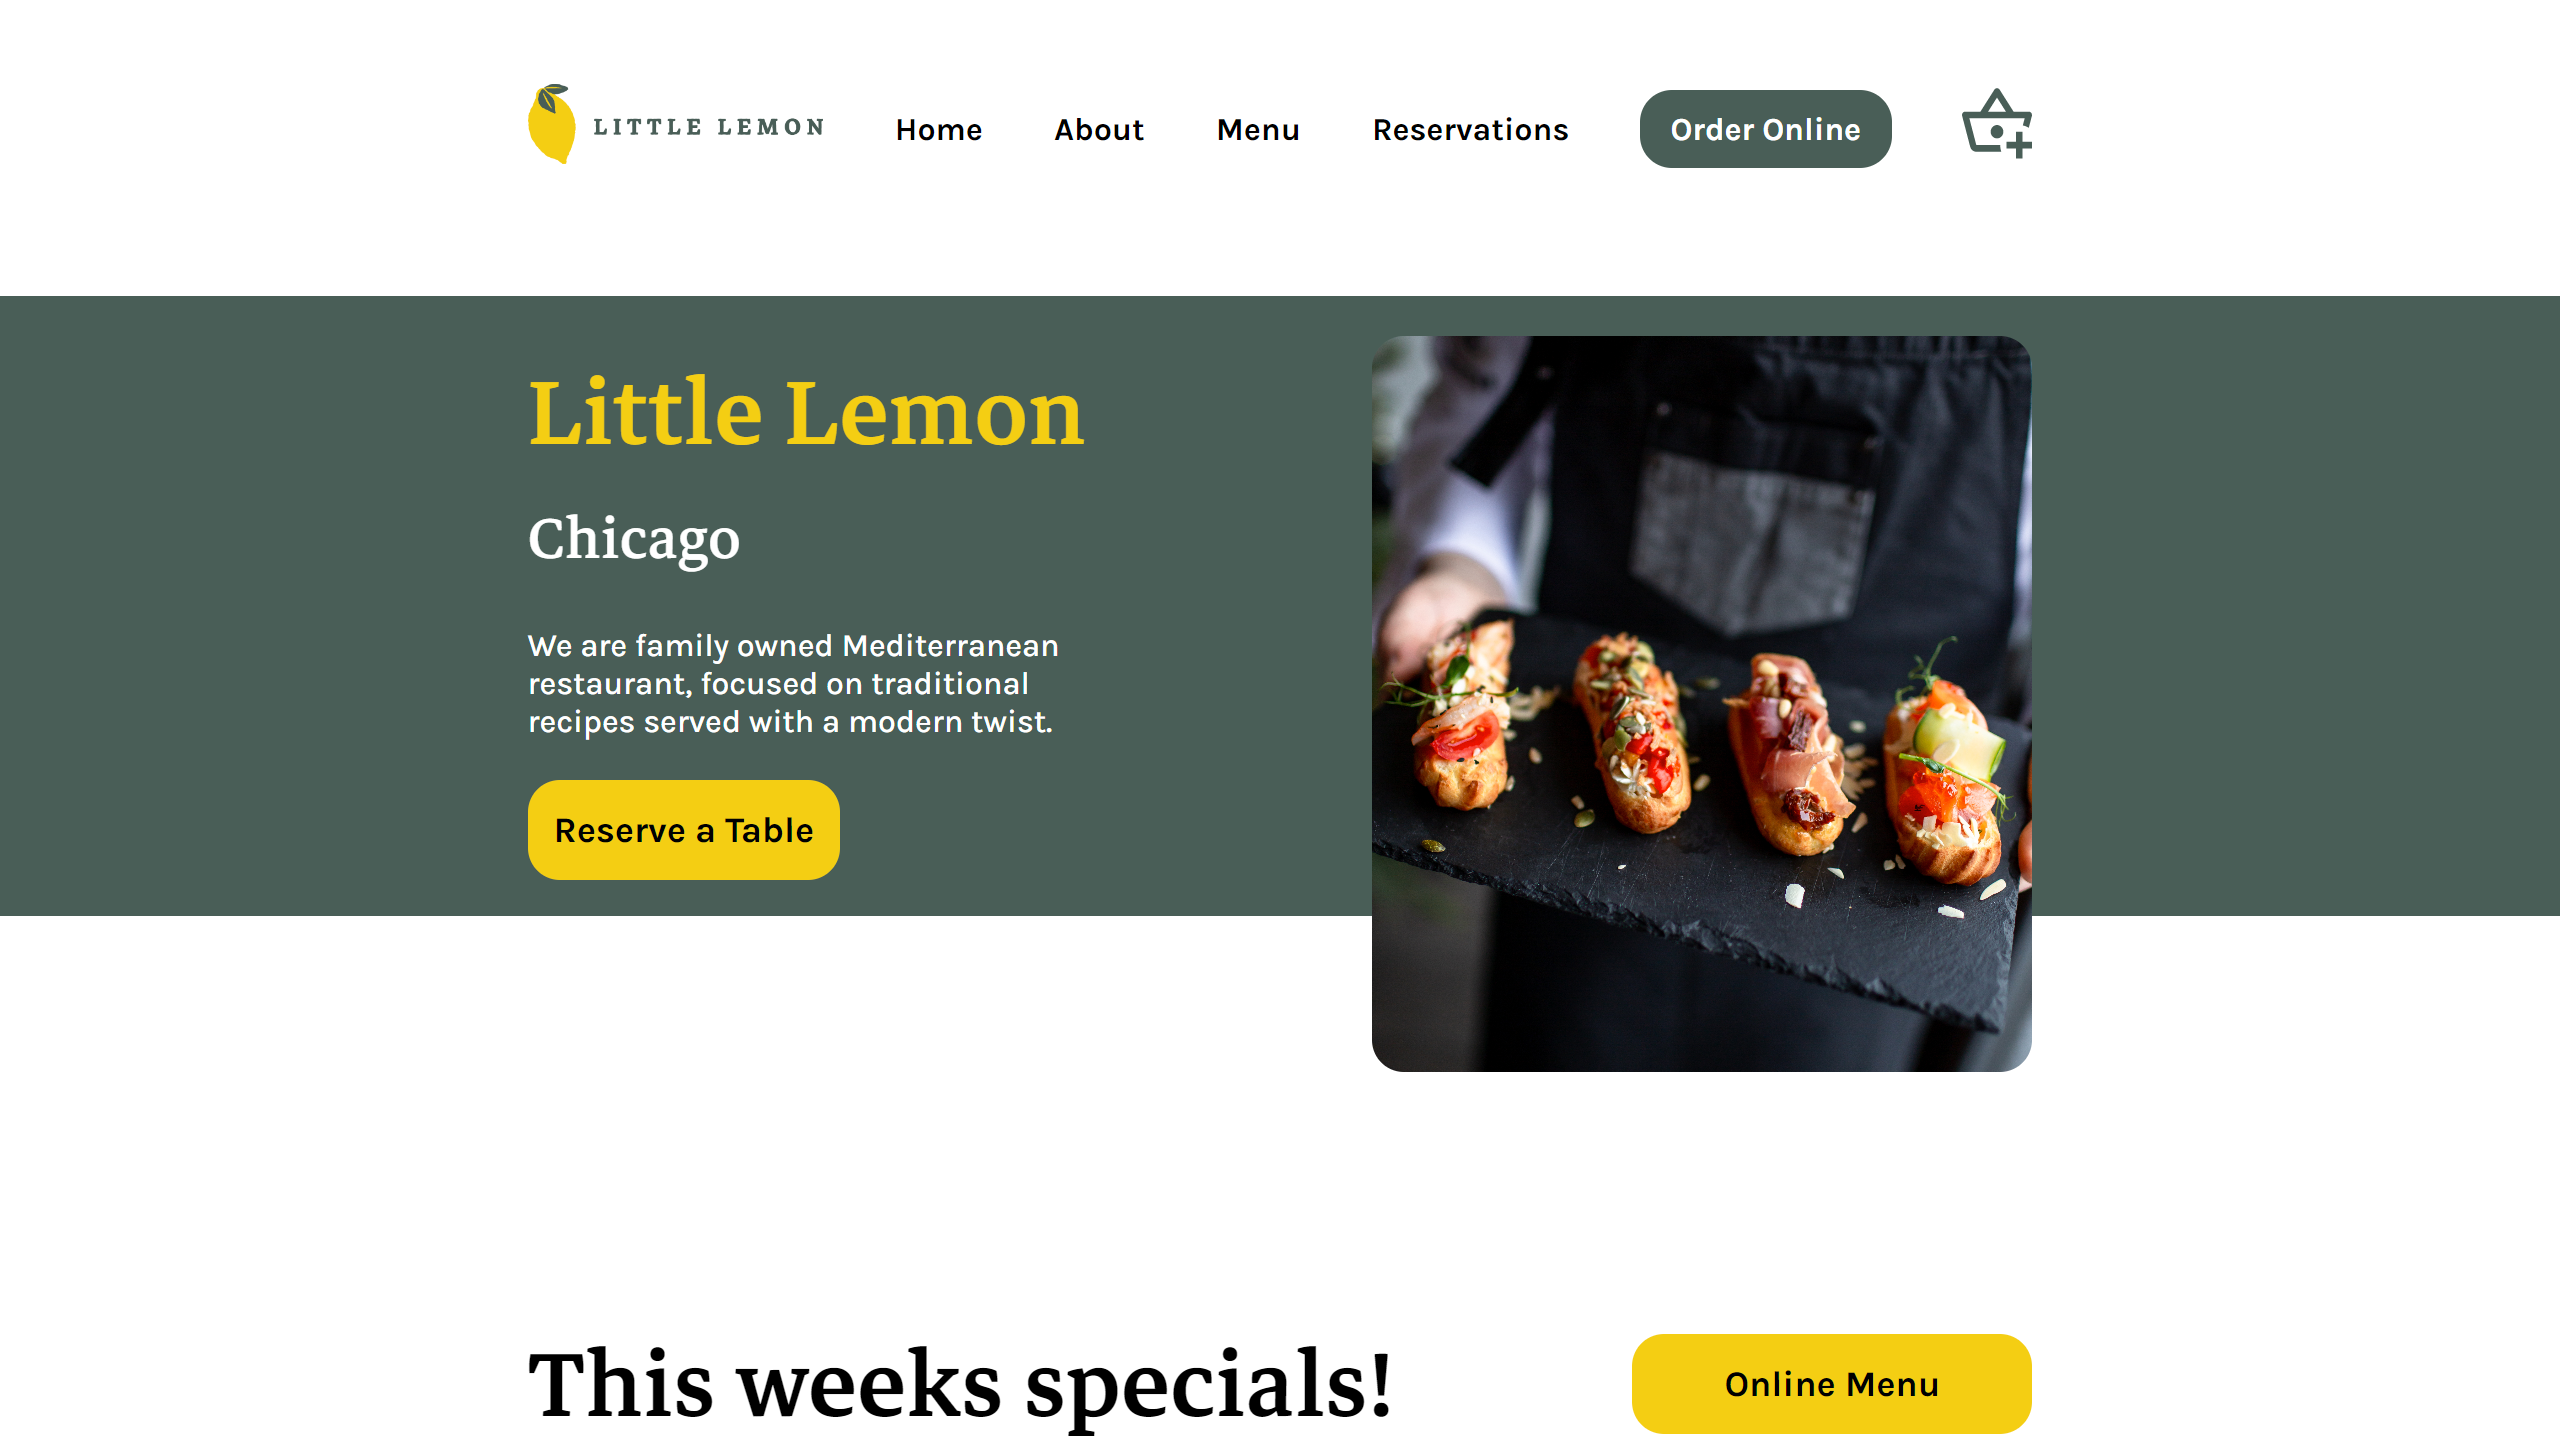 LITTLE LEMON
Home
About
Menu
Reservations
Order Online
Little Lemon
Chicago
We are family owned Mediterranean
restaurant, focused on traditional
recipes served with a modern twist.
Reserve a Table
This weeks specials!
Online Menu